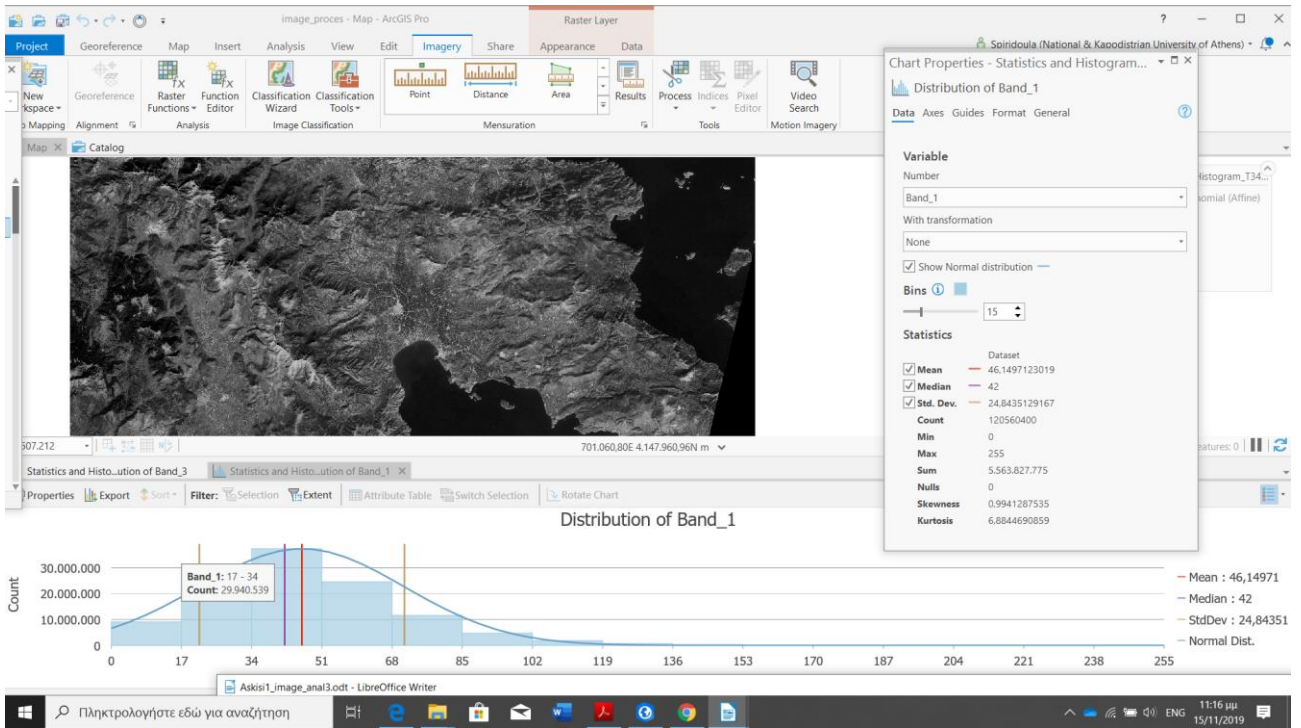 image_proces - Map - ArcGIS Pro
Raster Layer
?
Project Georeference Map Insert Analysis View Edit Imagery Share Appearance Data
Spiridoula (National & Kapodistrian University of Athens)
New
Georeference
Raster Functions
Function Editor
Classification Wizard
Classification Tools
Point
Distance
Area
Results
Process
Indices
Pixel Editor
Video Search
Mapping Alignment Analysis Image Classification Mensuration Tools Motion Imagery
Map Catalog
Chart Properties - Statistics and Histogram...
Distribution of Band_1
Data Axes Guides Format General
Variable
Number
Band_1
With transformation
None
Show Normal distribution
Bins
15
Statistics
Dataset
Mean 46,1497123019
Median 42
Std. Dev. 24,8435129167
Count 120560400
Min 0
Max 255
Sum 5.563.827.775
Nulls 0
Skewness 0,9941287535
Kurtosis 6,8844690859
507.212
701.060,80E 4.147.960,96N m
Statistics and Histo...ution of Band_3
Statistics and Histo...ution of Band_1
Properties Export Sort Filter: Selection Extent Attribute Table Switch Selection Rotate Chart
Distribution of Band_1
Count
30.000.000
20.000.000
10.000.000
0
Band_1: 17 - 34
Count: 29.940.539
0 17 34 51 68 85 102 119 136 153 170 187 204 221 238 255
Mean : 46,14971
Median : 42
StdDev : 24,84351
Normal Dist.
Askisi1_image_anal3.odt - LibreOffice Writer
Πληκτρολογήστε εδώ για αναζήτηση
ENG
11:16 μμ
15/11/2019